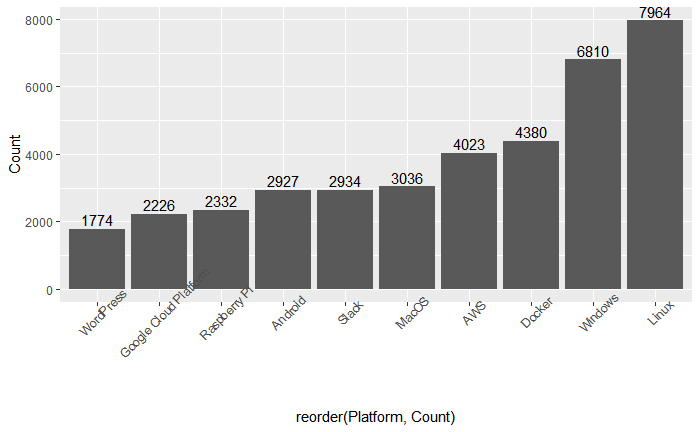 8000
6000
4000
2000
0
Count
1774
2226
2332
2927
2934
3036
4023
4380
6810
7964
WordPress
Google Cloud Platform
Raspberry Pi
Android
Slack
MacOS
AWS
Docker
Windows
Linux
reorder(Platform, Count)